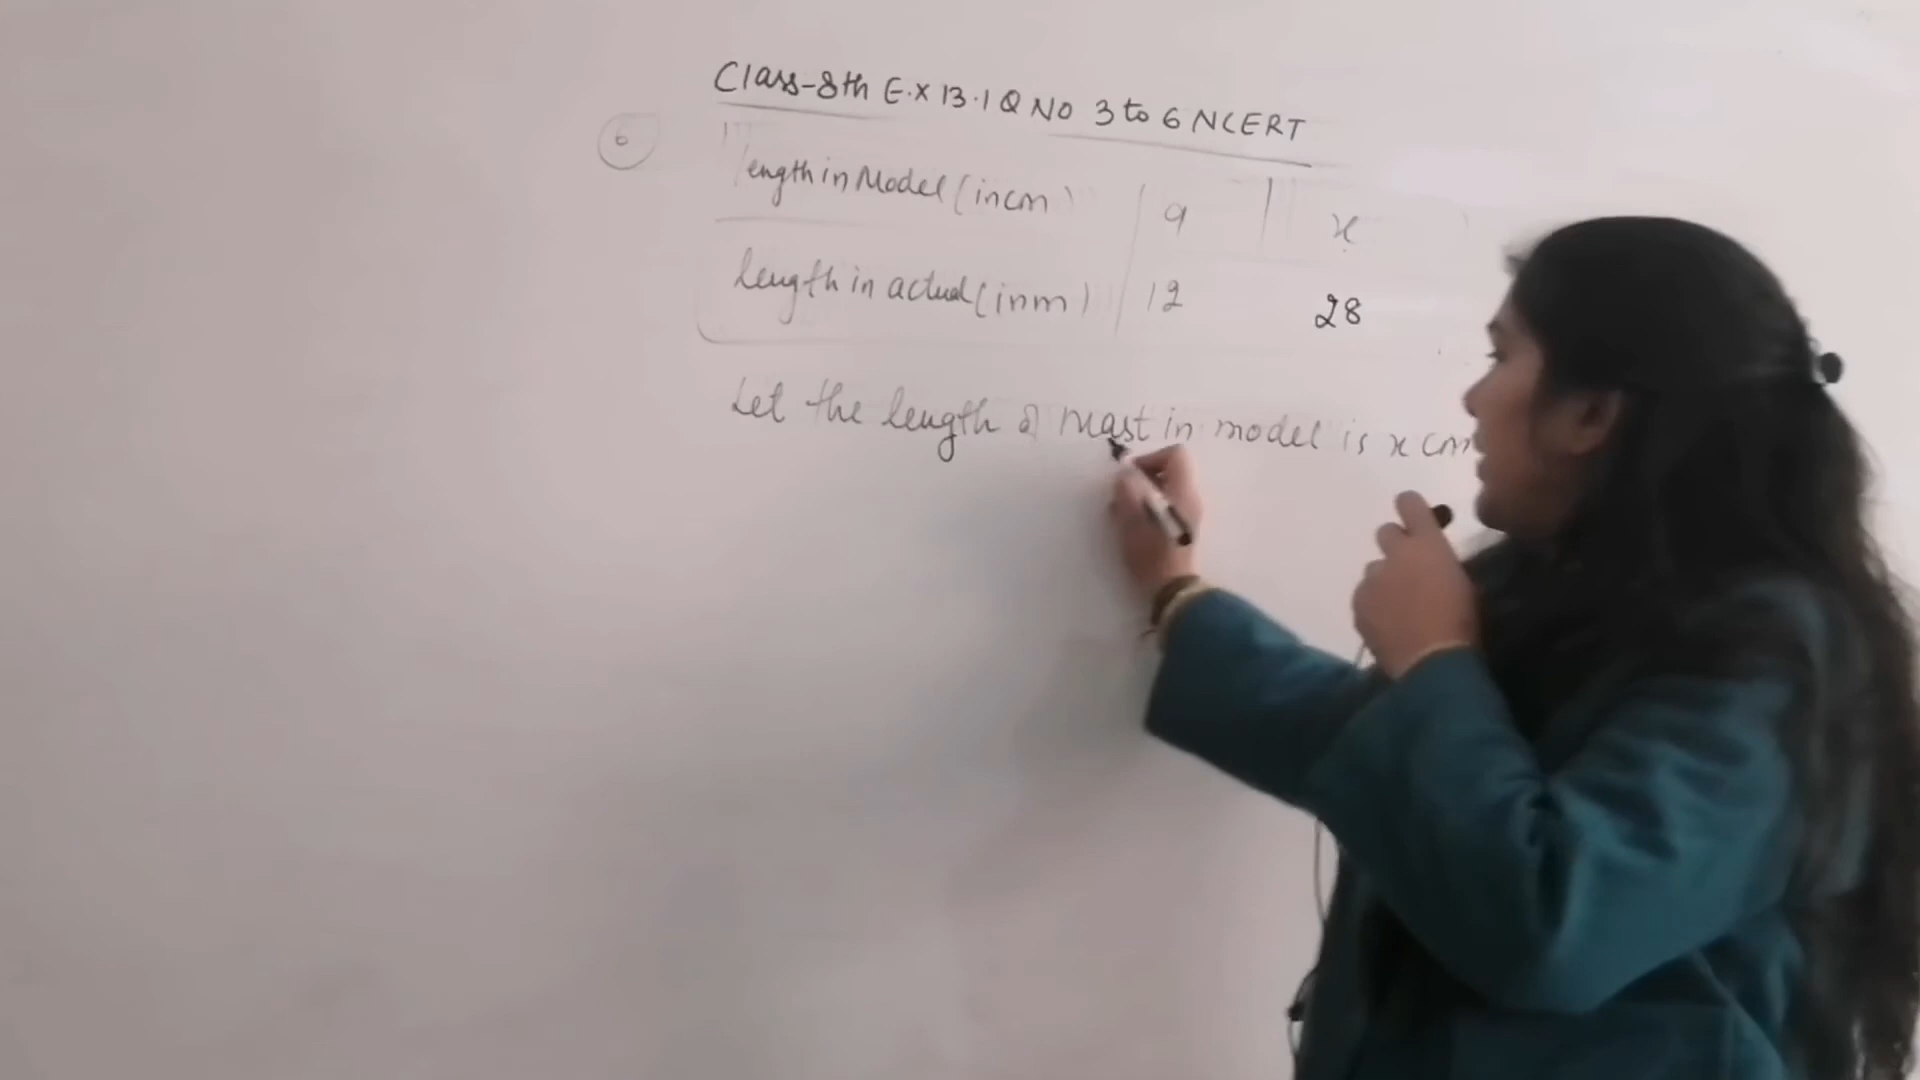 Class-8th E.X 13.1 Q NO 3 to 6 NCERT
6
length in Model (in cm) 9 x
length in actual (in m) 12 28
Let the length of Mast in model is x cm